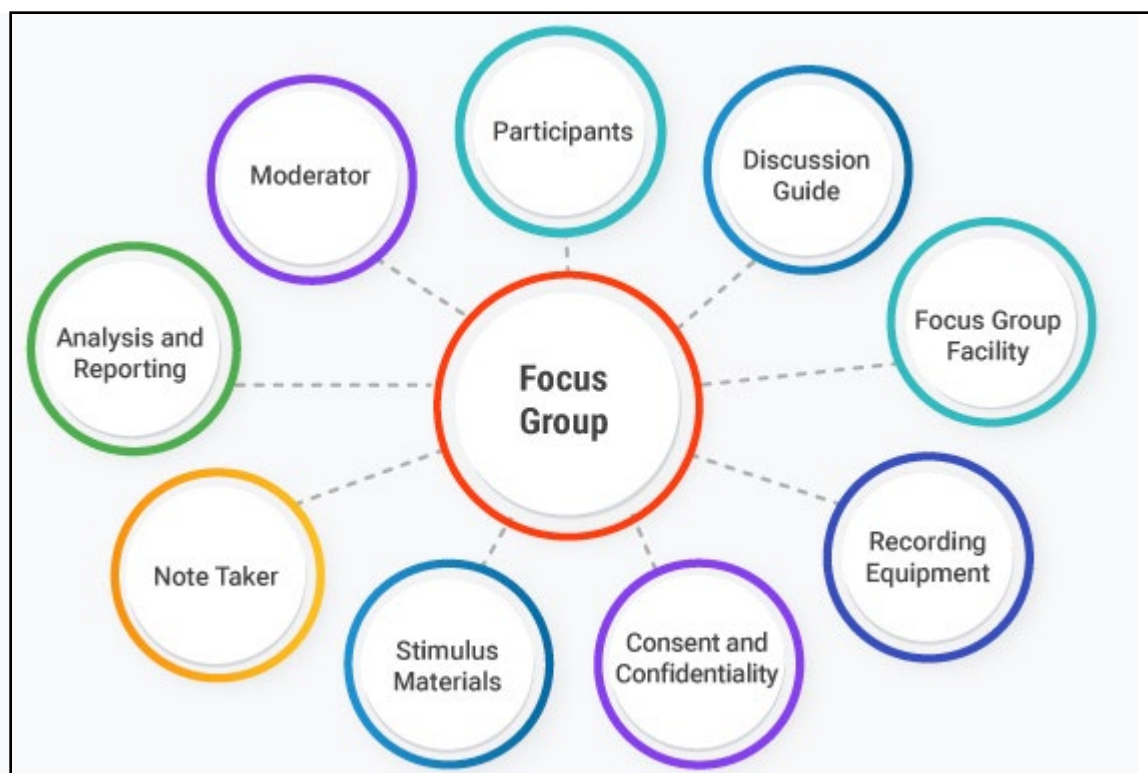 Participants
Moderator
Discussion
Guide
Focus Group
Facility
Analysis and
Reporting
Focus
Group
Recording
Equipment
Note Taker
Stimulus
Materials
Consent and
Confidentiality